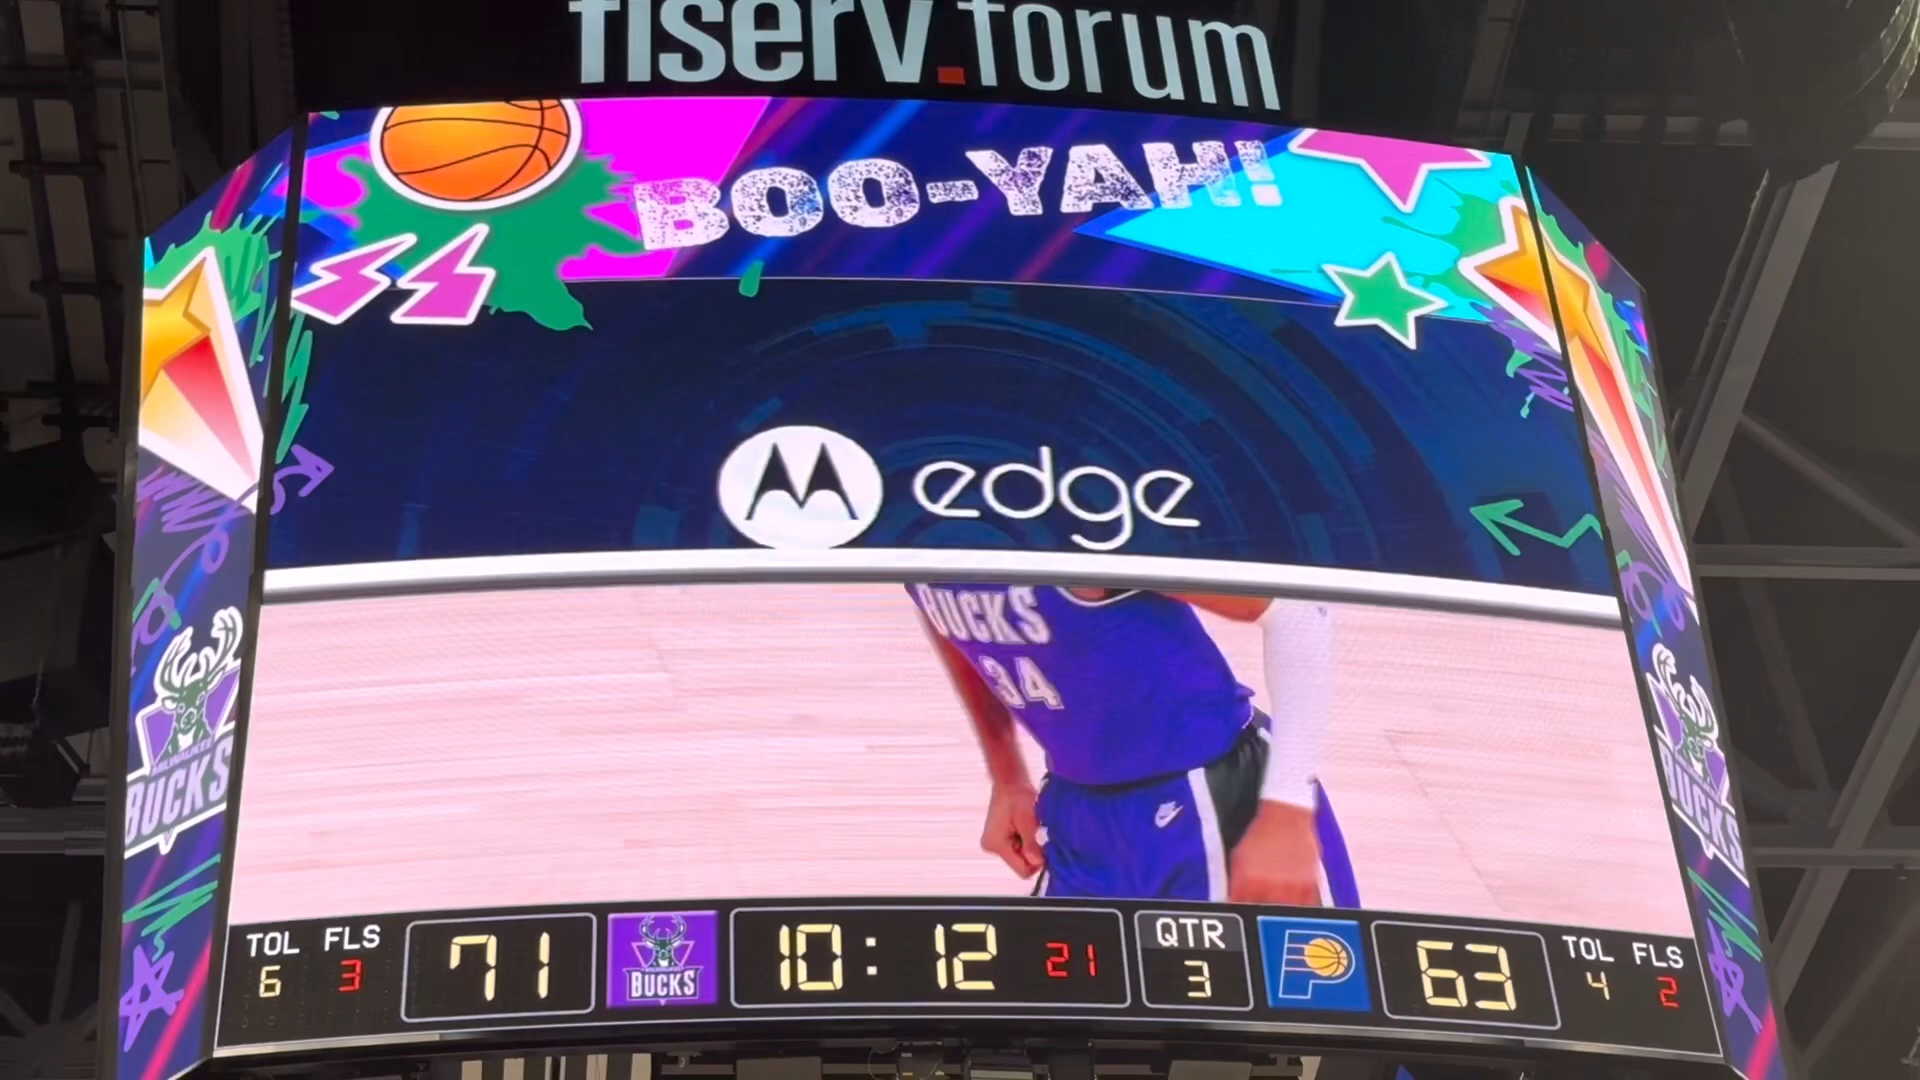 fiserv.forum
BOO-YAH!
edge
BUCKS
34
MILWAUKEE
BUCKS
BUCKS
TOL FLS
6 3
71
BUCKS
10:12 21
QTR
3
63
TOL FLS
4 2